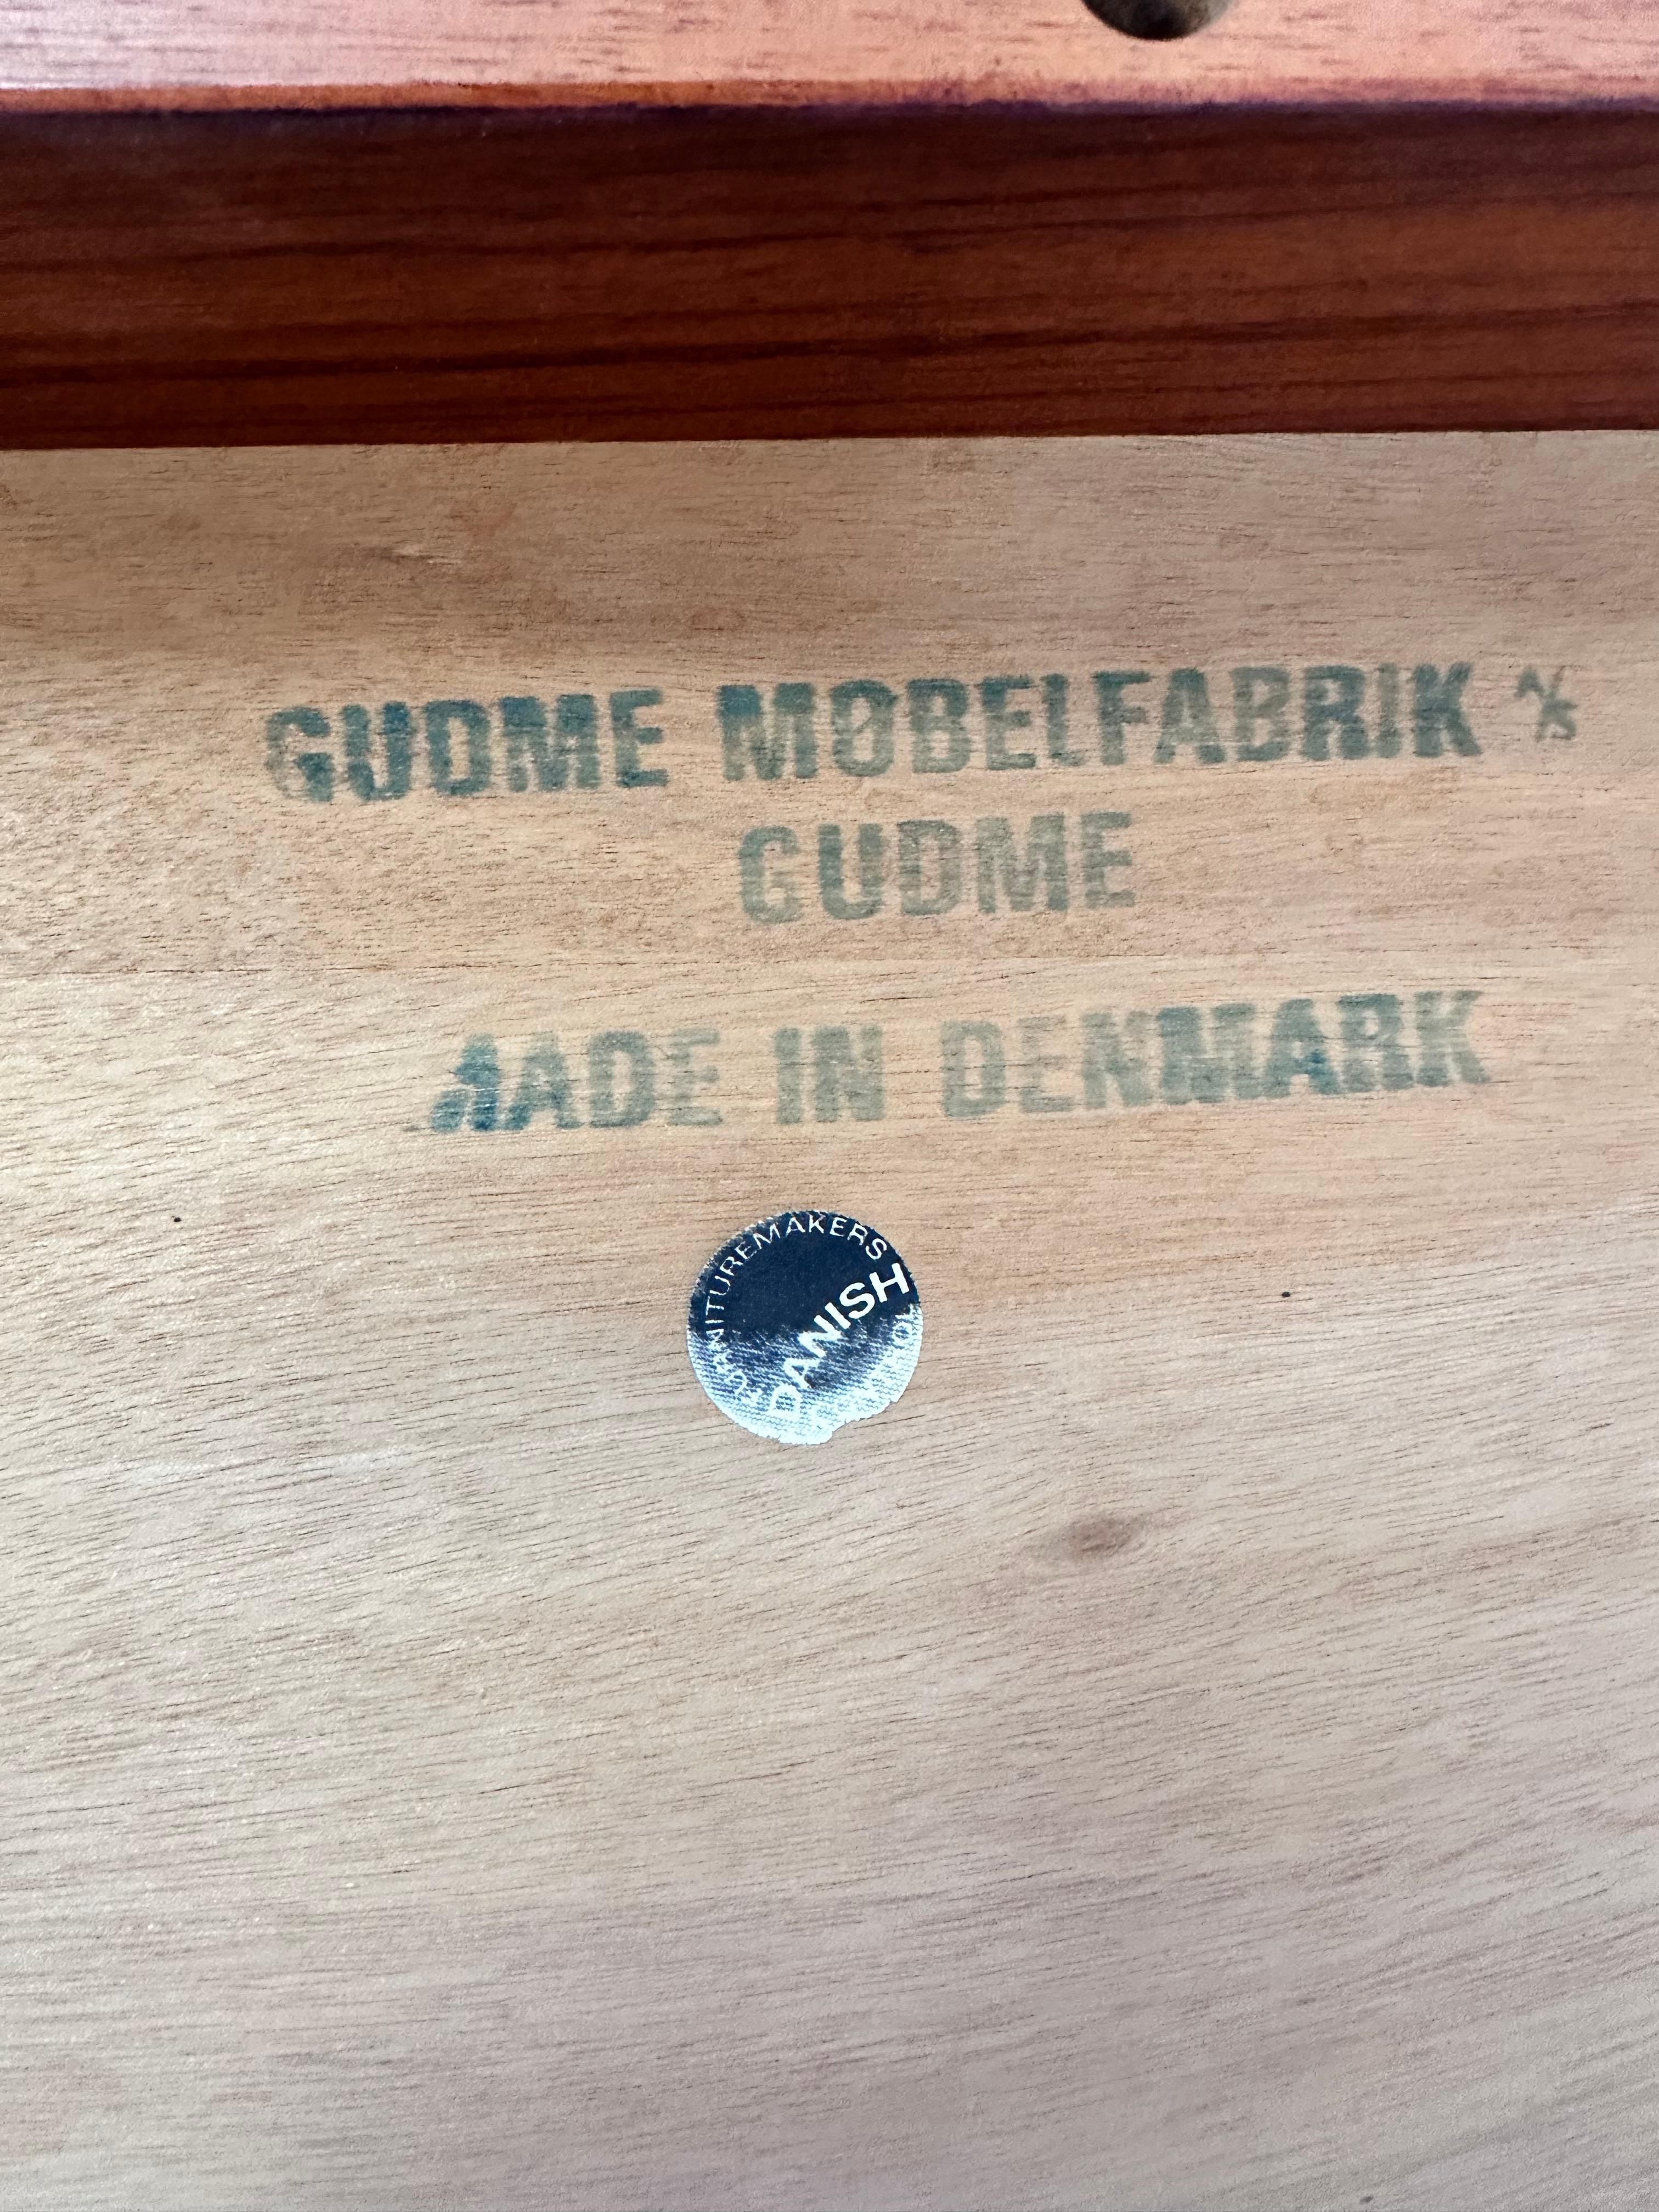 GUDME MØBELFABRIK A/S
GUDME
MADE IN DENMARK
FURNITUREMAKERS
DANISH